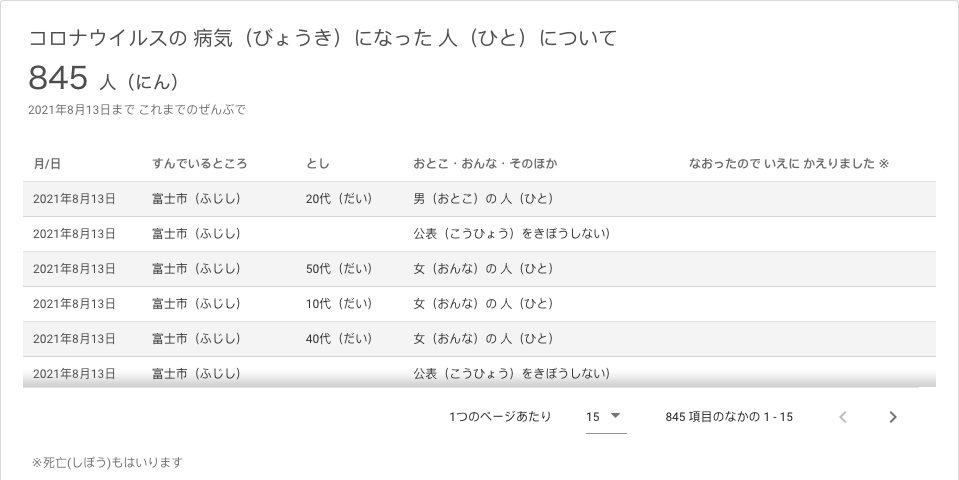 コロナウイルスの 病気（びょうき）になった 人（ひと）について
845 人（にん）
2021年8月13日まで これまでのぜんぶで
月/日 すんでいるところ とし おとこ・おんな・そのほか なおったので いえに かえりました ※
2021年8月13日 富士市（ふじし） 20代（だい） 男（おとこ）の 人（ひと）
2021年8月13日 富士市（ふじし） 公表（こうひょう）をきぼうしない）
2021年8月13日 富士市（ふじし） 50代（だい） 女（おんな）の 人（ひと）
2021年8月13日 富士市（ふじし） 10代（だい） 女（おんな）の 人（ひと）
2021年8月13日 富士市（ふじし） 40代（だい） 女（おんな）の 人（ひと）
2021年8月13日 富士市（ふじし） 公表（こうひょう）をきぼうしない）
1つのページあたり 15 845 項目のなかの 1 - 15
※死亡(しぼう)もはいります